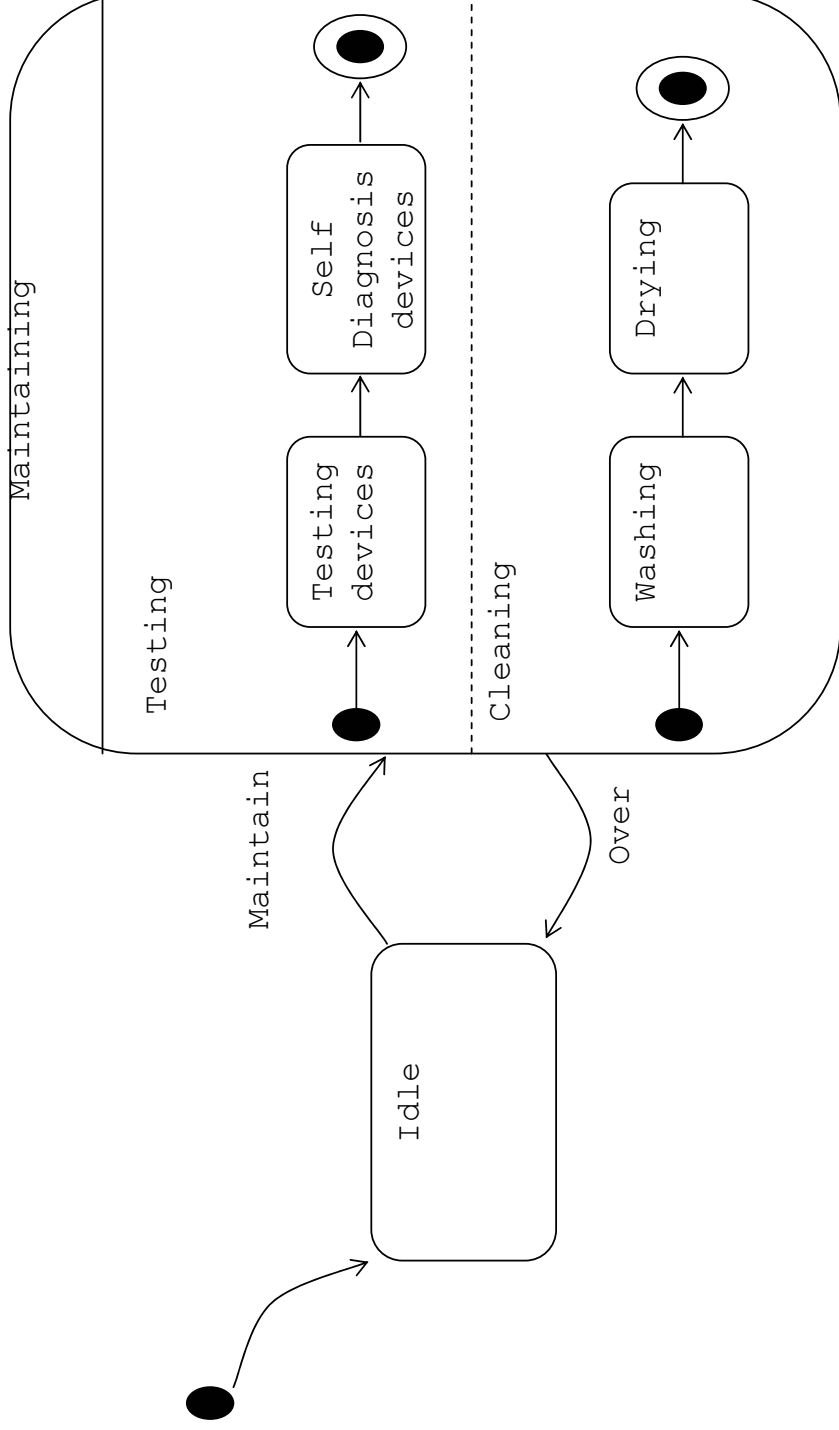 Maintaining
Testing
Testing
devices
Self
Diagnosis
devices
Cleaning
Washing
Drying
Maintain
Over
Idle